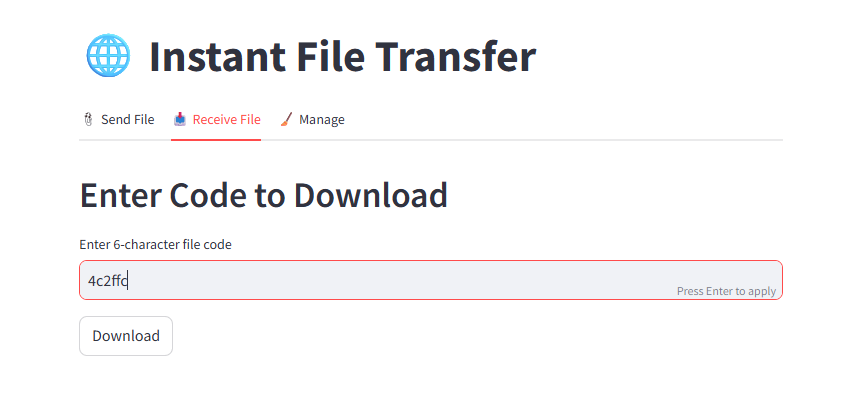 Instant File Transfer
Send File Receive File Manage
Enter Code to Download
Enter 6-character file code
4c2ffc
Press Enter to apply
Download